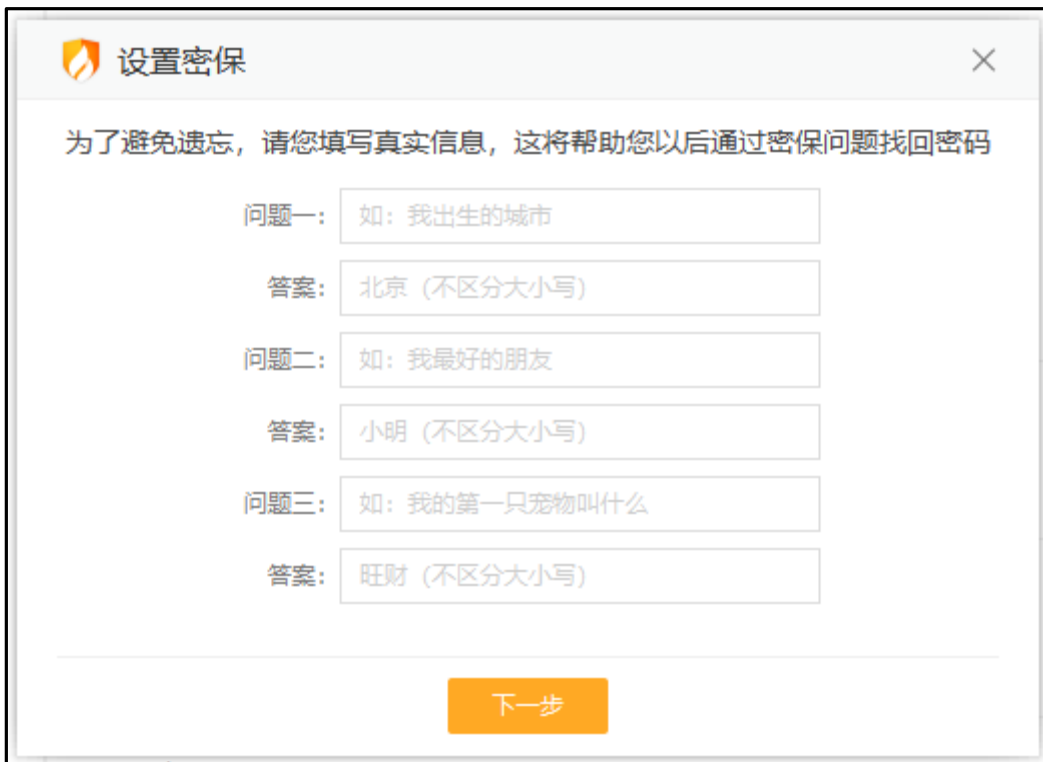 设置密保
为了避免遗忘，请您填写真实信息，这将帮助您以后通过密保问题找回密码
问题一： 如：我出生的城市
答案： 北京（不区分大小写）
问题二： 如：我最好的朋友
答案： 小明（不区分大小写）
问题三： 如：我的第一只宠物叫什么
答案： 旺财（不区分大小写）
下一步